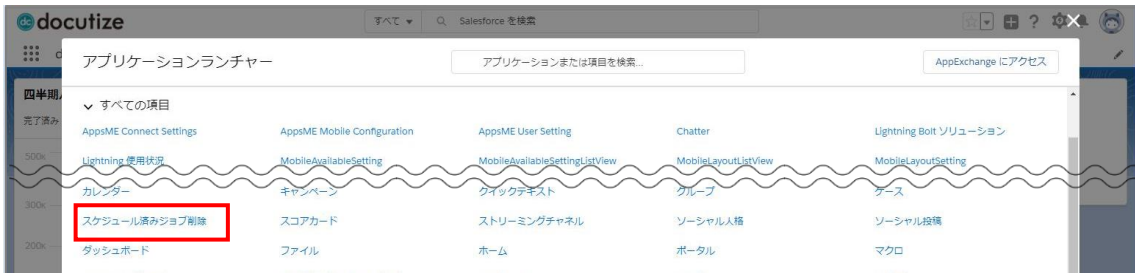 docutize
すべて
Salesforce を検索
アプリケーションランチャー
アプリケーションまたは項目を検索...
AppExchange にアクセス
四半期
完了済み
500k
300k
200k
すべての項目
AppsME Connect Settings AppsME Mobile Configuration AppsME User Setting Chatter Lightning Bolt ソリューション
Lightning 使用状況 MobileAvailableSetting MobileAvailableSettingListView MobileLayoutListView MobileLayoutSetting
カレンダー キャンペーン クイックテキスト グループ ケース
スケジュール済みジョブ削除 スコアカード ストリーミングチャネル ソーシャル人格 ソーシャル投稿
ダッシュボード ファイル ホーム ポータル マクロ